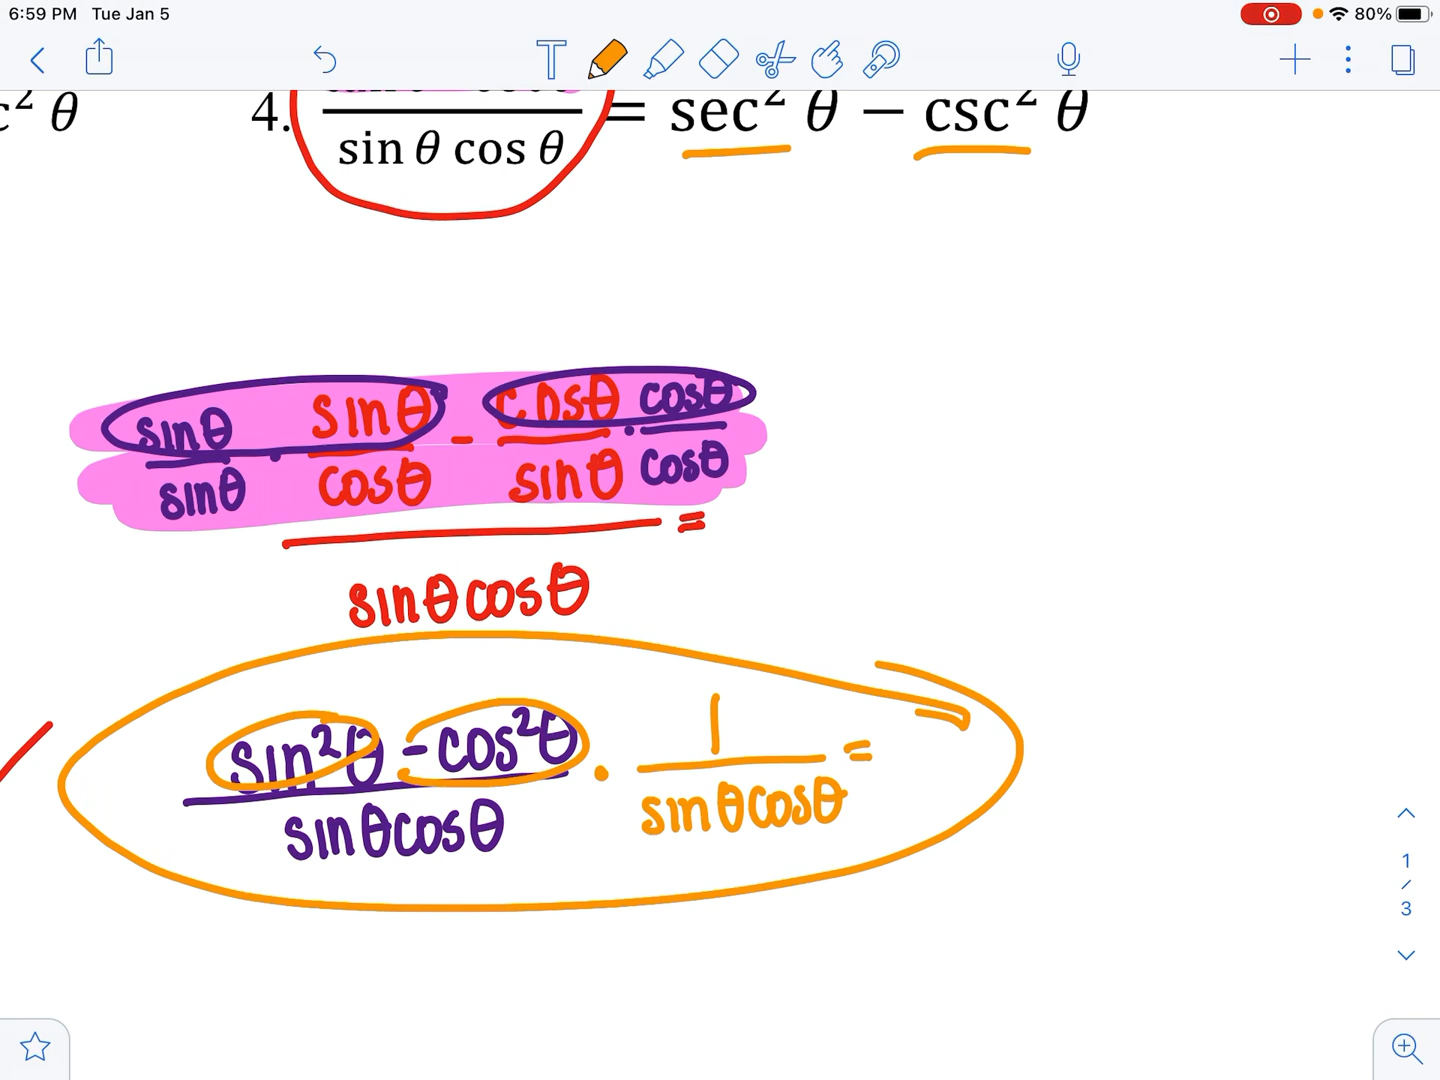 6:59 PM Tue Jan 5 80%
c² θ 4. sin θ cos θ = sec² θ − csc² θ
sinθ · sinθ - cosθ · cosθ
sinθ cosθ sinθ cosθ
=
sinθcosθ
sin²θ - cos²θ · 1 =
sinθcosθ sinθcosθ
1
/
3